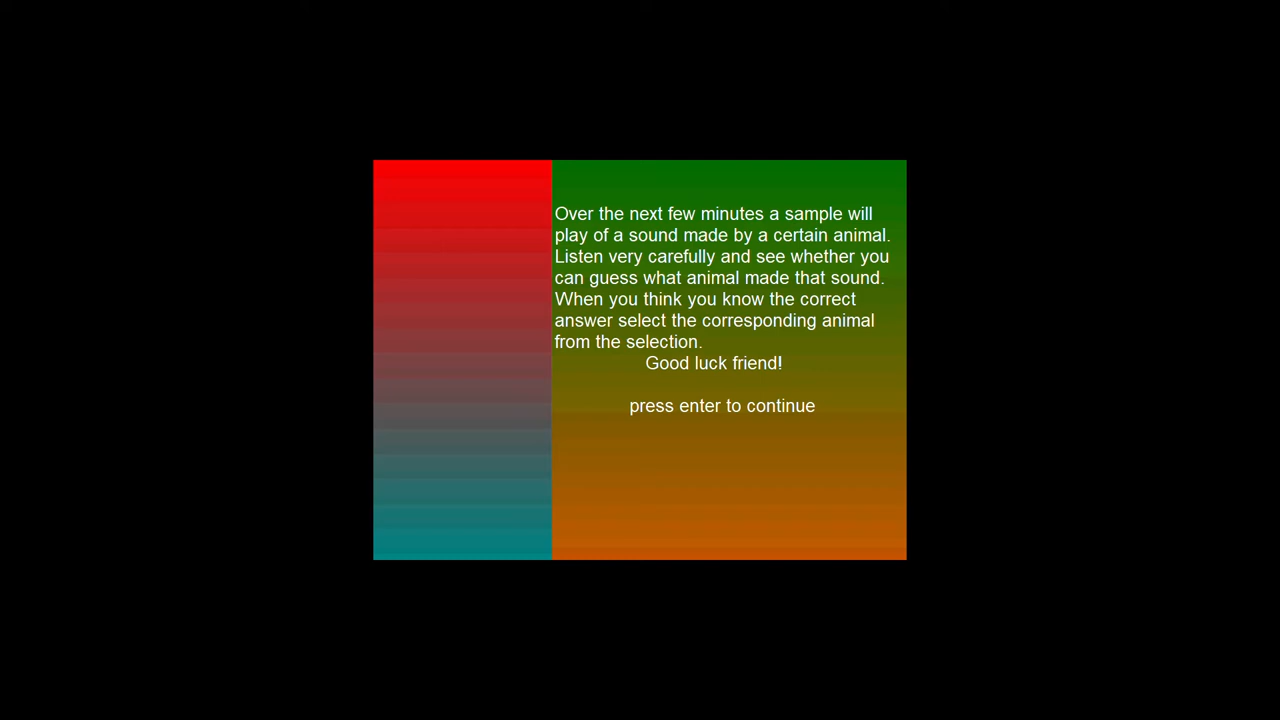 Over the next few minutes a sample will
play of a sound made by a certain animal.
Listen very carefully and see whether you
can guess what animal made that sound.
When you think you know the correct
answer select the corresponding animal
from the selection.
Good luck friend!
press enter to continue